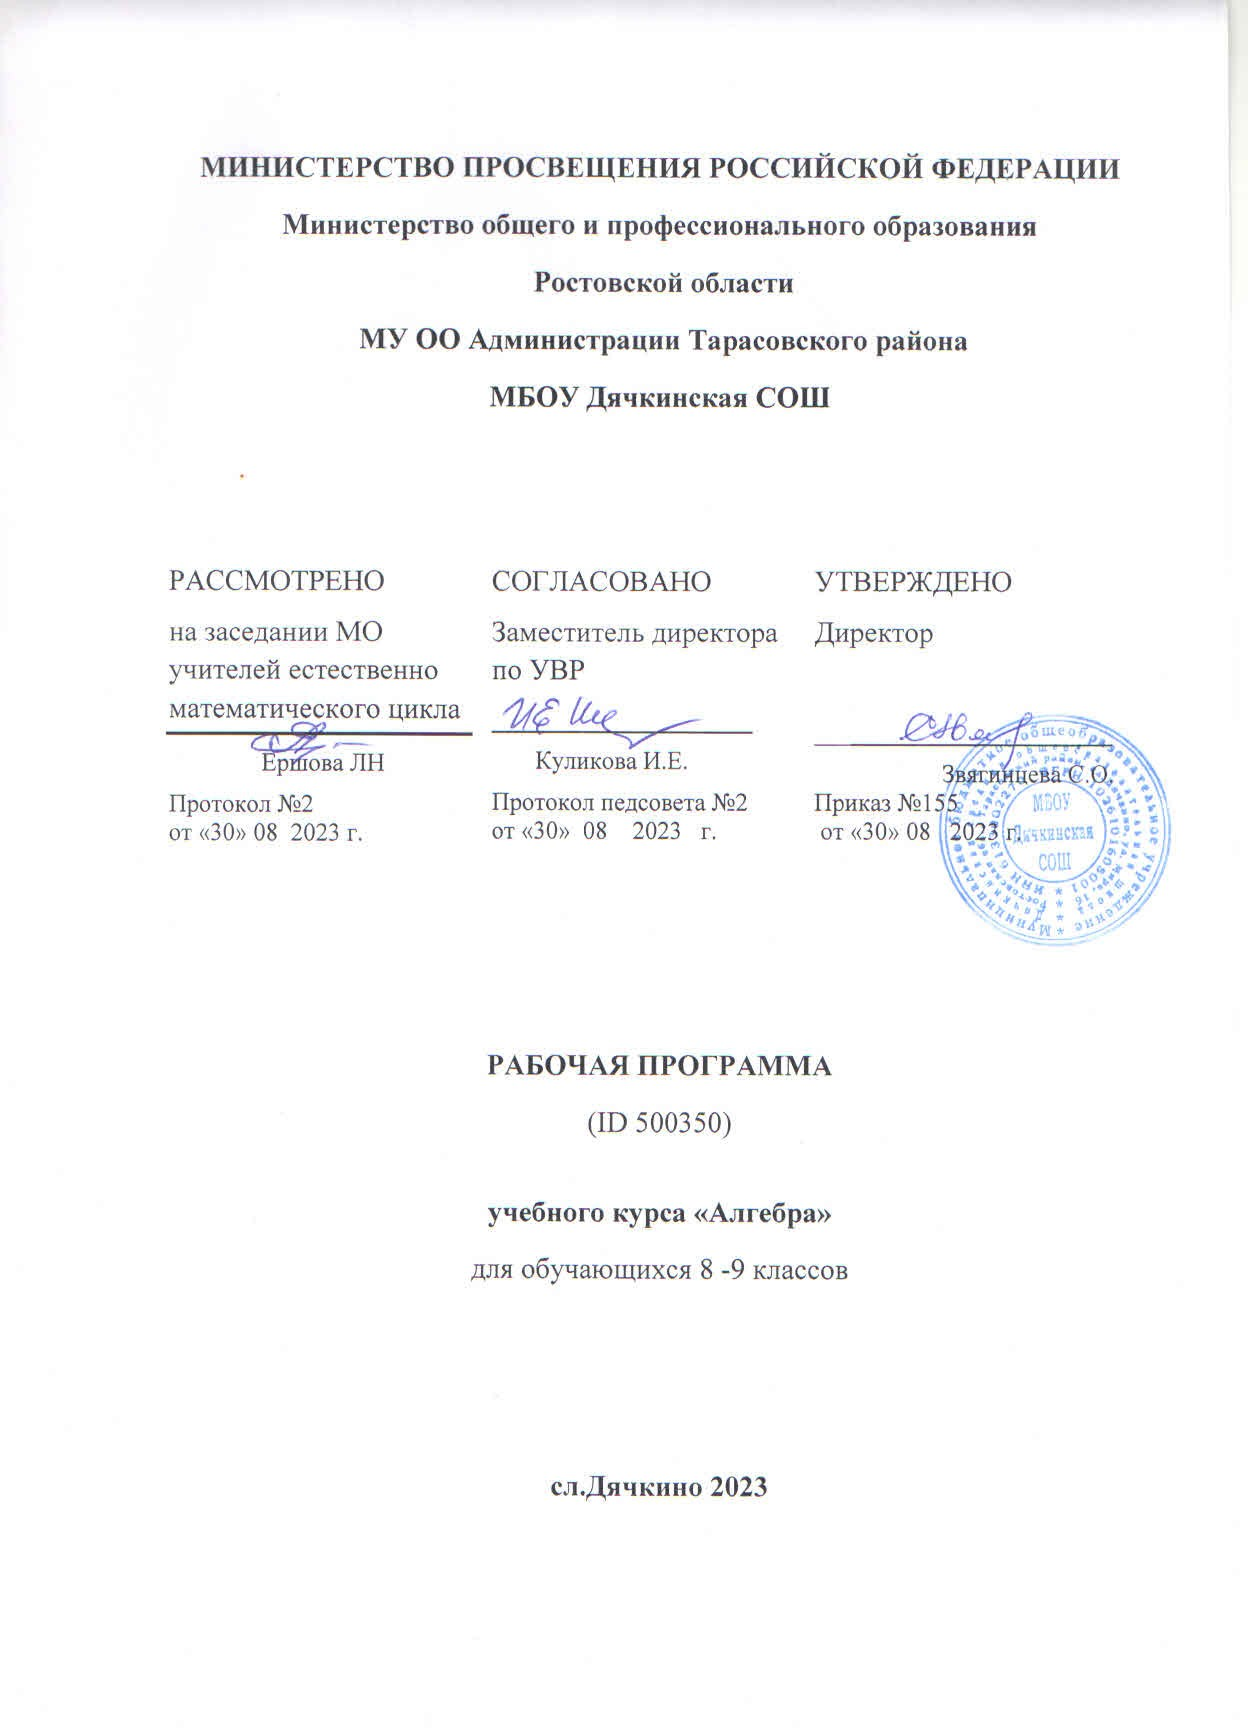 МИНИСТЕРСТВО ПРОСВЕЩЕНИЯ РОССИЙСКОЙ ФЕДЕРАЦИИ
Министерство общего и профессионального образования
Ростовской области
МУ ОО Администрации Тарасовского района
МБОУ Дячкинская СОШ
РАССМОТРЕНО
на заседании МО
учителей естественно
математического цикла
Ершова ЛН
Протокол №2
от «30» 08 2023 г.
СОГЛАСОВАНО
Заместитель директора
по УВР
Куликова И.Е.
Протокол педсовета №2
от «30» 08 2023 г.
УТВЕРЖДЕНО
Директор
Звягинцева С.О.
Приказ №155
от «30» 08 2023 г.
МБОУ
Дячкинская
СОШ
РАБОЧАЯ ПРОГРАММА
(ID 500350)
учебного курса «Алгебра»
для обучающихся 8 -9 классов
сл.Дячкино 2023